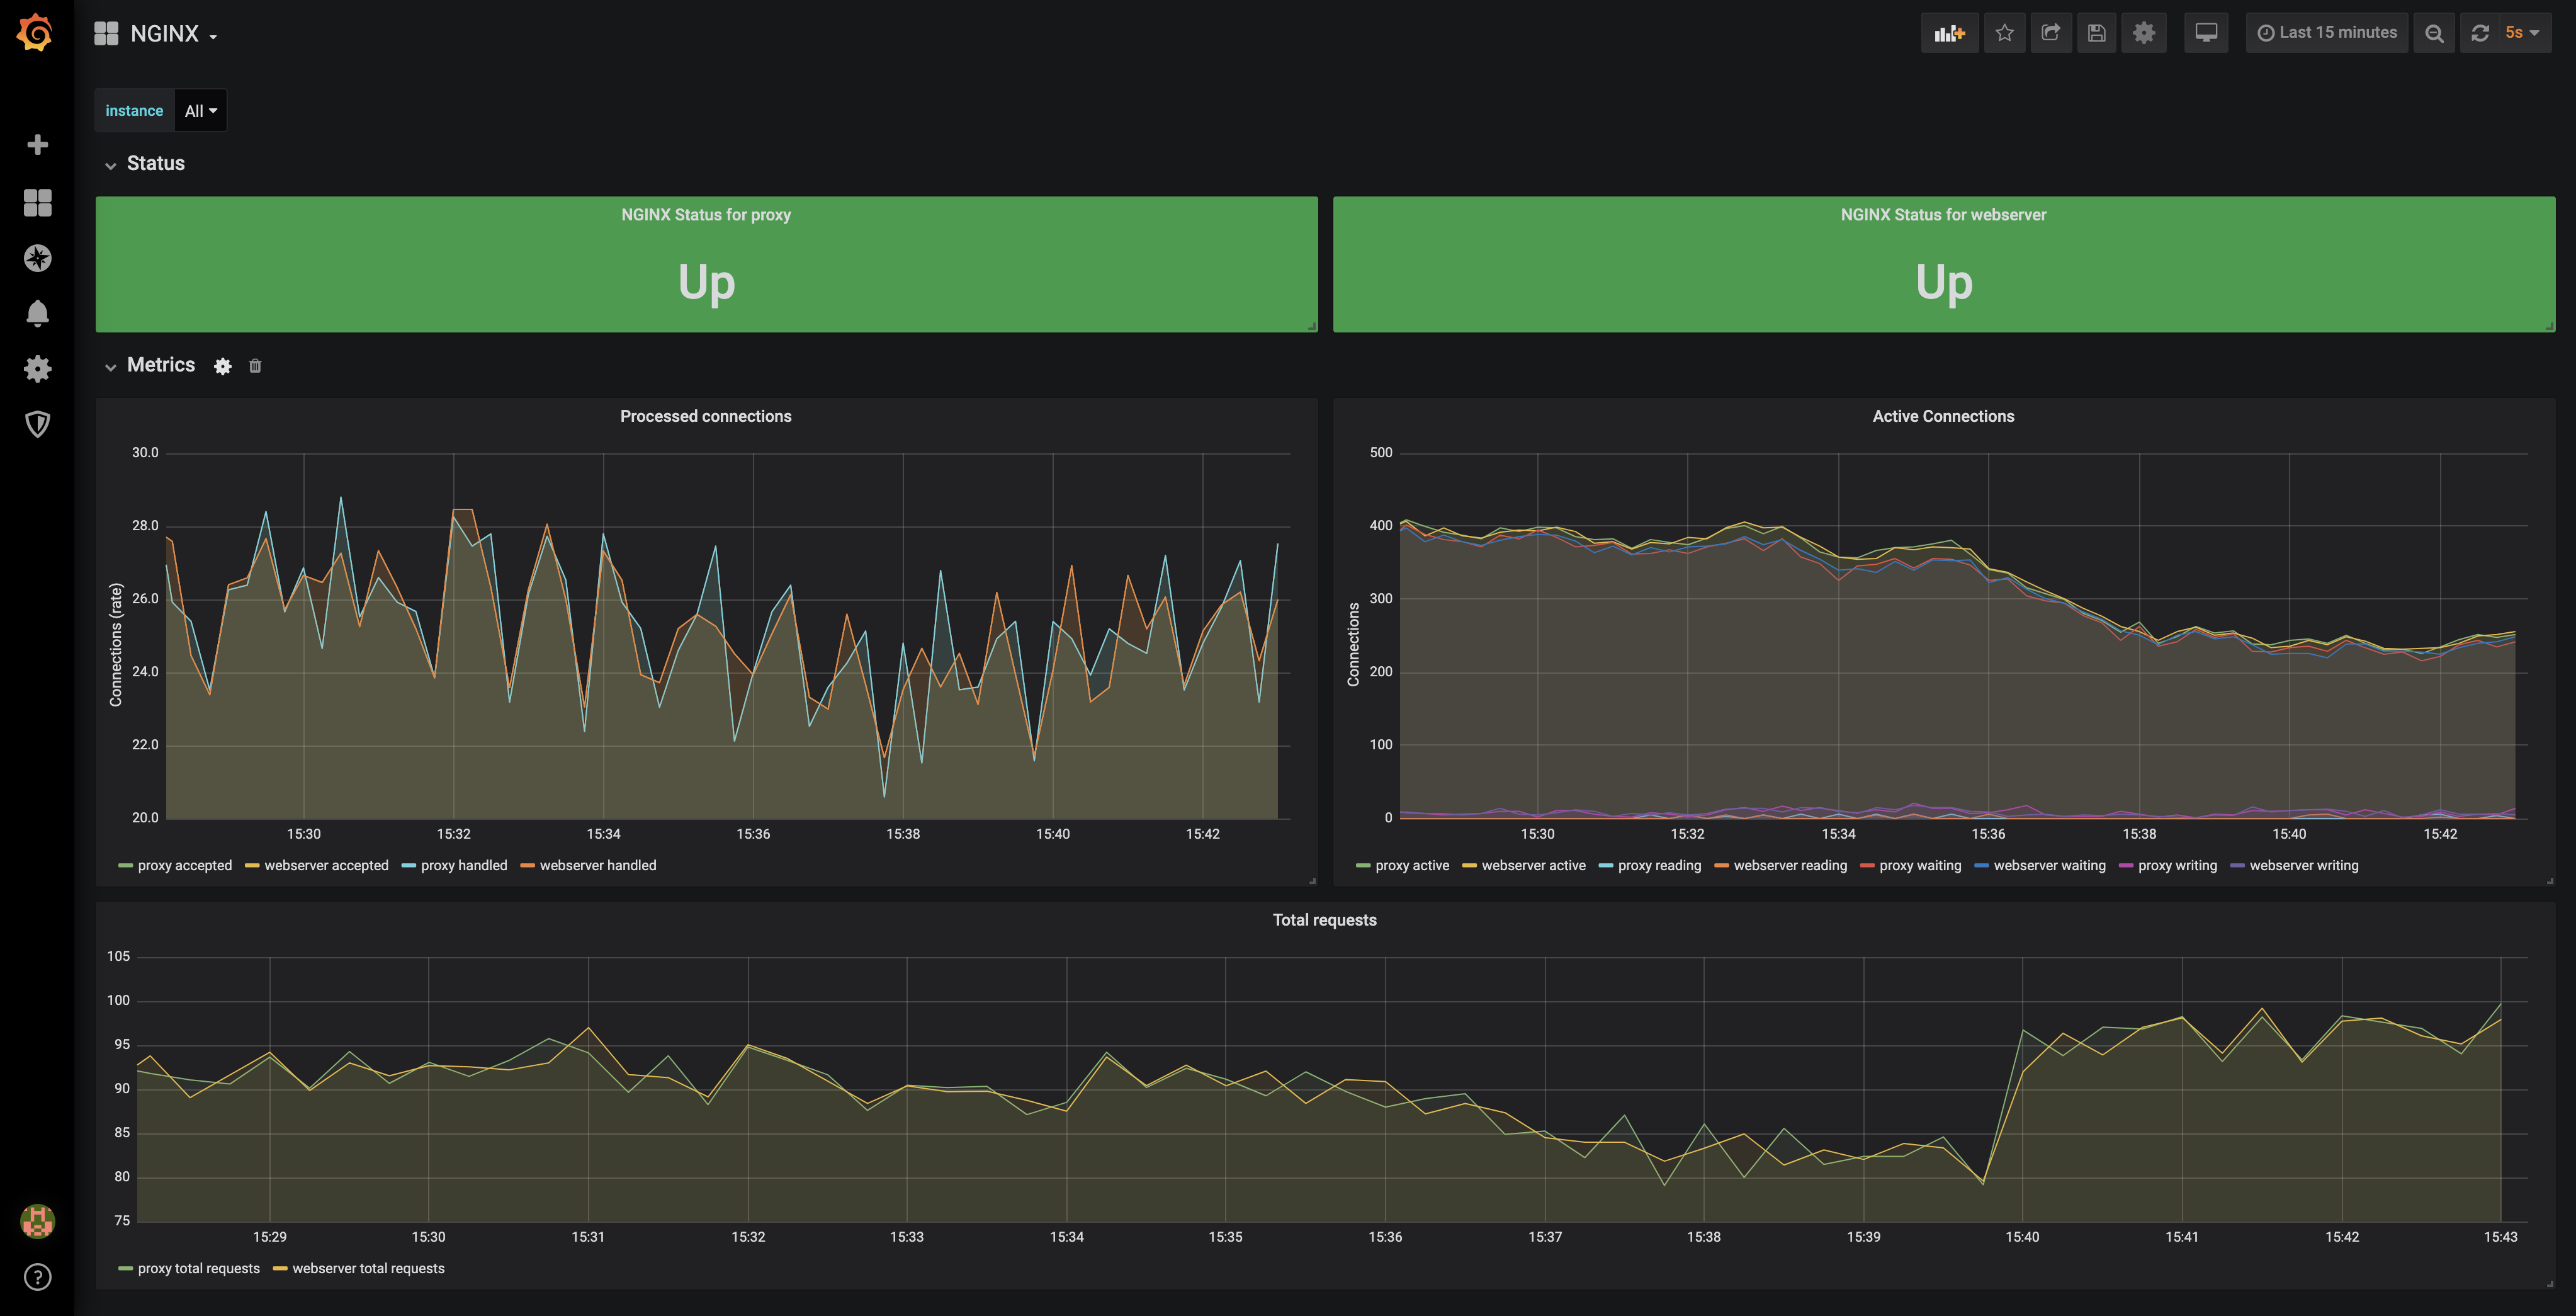 NGINX
Last 15 minutes
5s
instance All
Status
NGINX Status for proxy
Up
NGINX Status for webserver
Up
Metrics
Processed connections
Connections (rate)
30.0
28.0
26.0
24.0
22.0
20.0
15:30 15:32 15:34 15:36 15:38 15:40 15:42
proxy accepted webserver accepted proxy handled webserver handled
Active Connections
Connections
500
400
300
200
100
0
15:30 15:32 15:34 15:36 15:38 15:40 15:42
proxy active webserver active proxy reading webserver reading proxy waiting webserver waiting proxy writing webserver writing
Total requests
105
100
95
90
85
80
75
15:29 15:30 15:31 15:32 15:33 15:34 15:35 15:36 15:37 15:38 15:39 15:40 15:41 15:42 15:43
proxy total requests webserver total requests
?